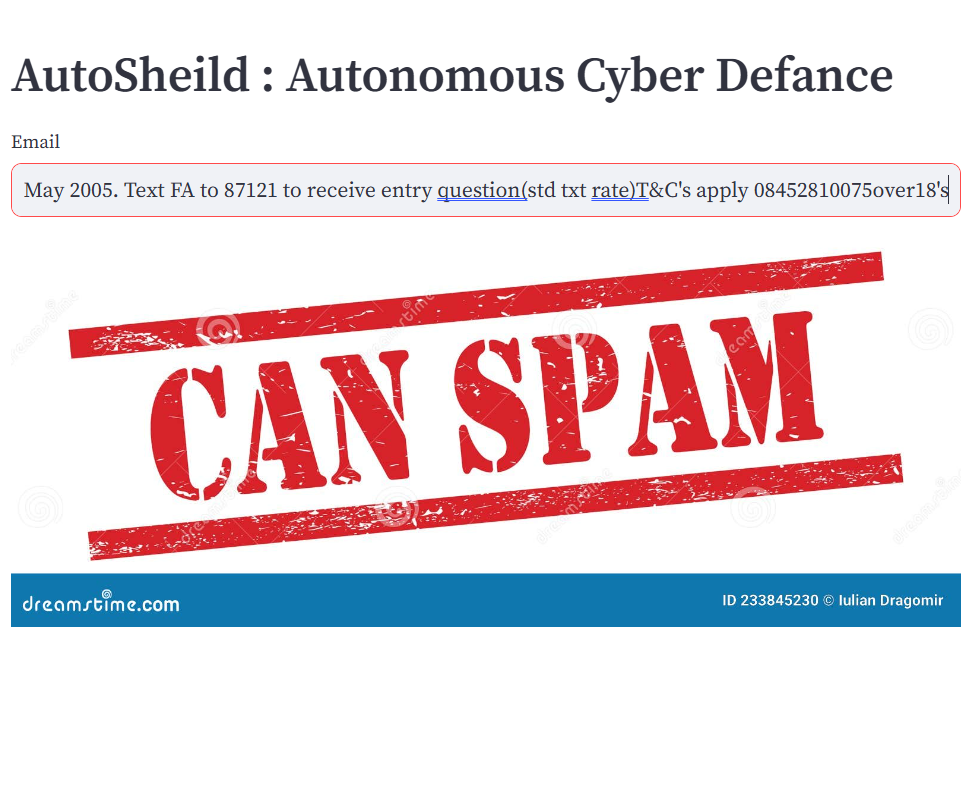 AutoSheild : Autonomous Cyber Defance
Email
May 2005. Text FA to 87121 to receive entry question(std txt rate)T&C's apply 08452810075over18's
CAN SPAM
dreamstime.com
ID 233845230 © Iulian Dragomir